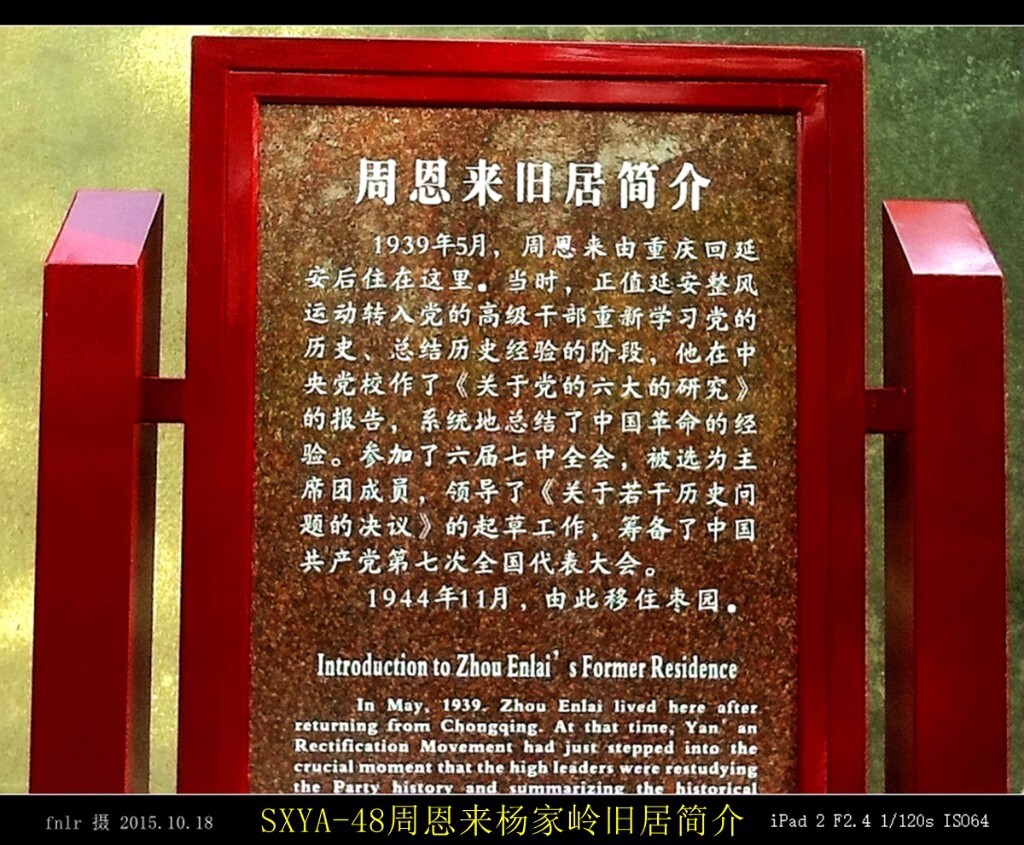 周恩来旧居简介
1939年5月，周恩来由重庆回延
安后住在这里。当时，正值延安整风
运动转入党的高级干部重新学习党的
历史、总结历史经验的阶段，他在中
央党校作了《关于党的六大的研究》
的报告，系统地总结了中国革命的经
验。参加了六届七中全会，被选为主
席团成员，领导了《关于若干历史问
题的决议》的起草工作，筹备了中国
共产党第七次全国代表大会。
1944年11月，由此移住枣园。
Introduction to Zhou Enlai's Former Residence
In May, 1939. Zhou Enlai lived here after
returning from Chongqing. At that time, Yan'an
Rectification Movement had just stepped into the
crucial moment that the high leaders were restudying
the Party history and summarizing the historical
fnlr 摄 2015.10.18
SXYA-48周恩来杨家岭旧居简介
iPad 2 F2.4 1/120s ISO64